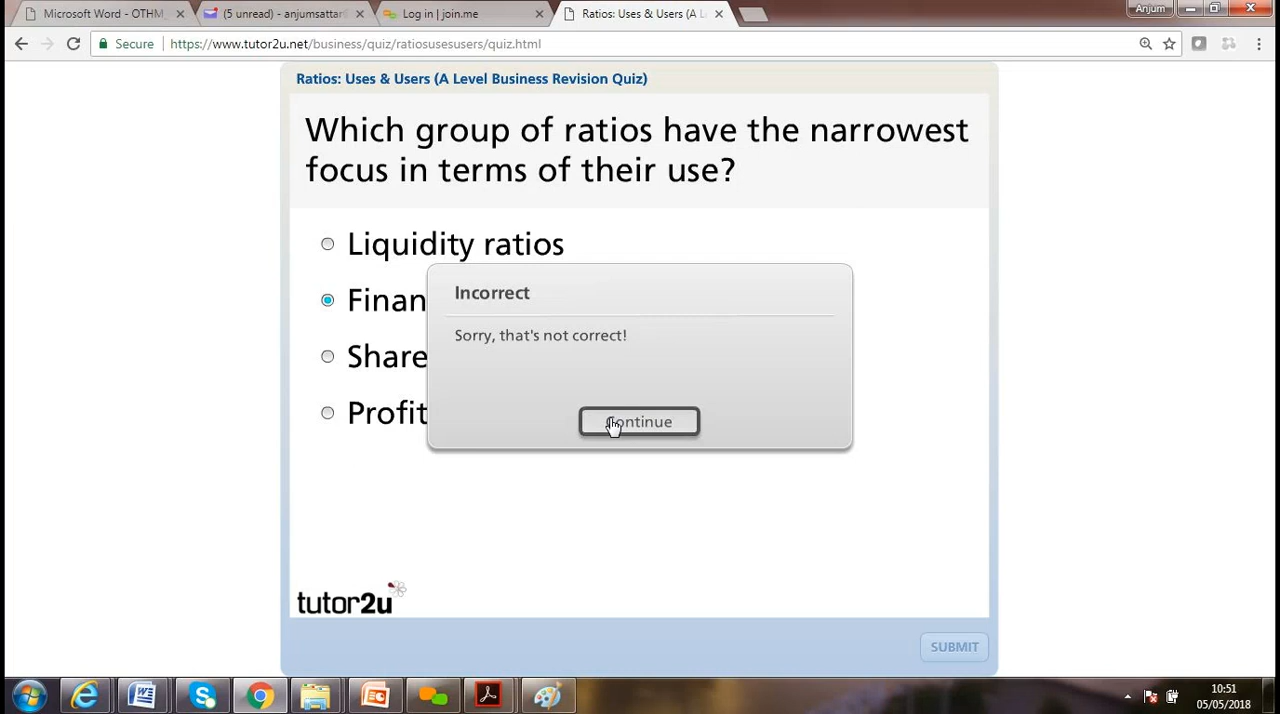 Microsoft Word - OTHM_
(5 unread) - anjumsattar
Log in | join.me
Ratios: Uses & Users (A L
Anjum
Secure
https://www.tutor2u.net/business/quiz/ratiosusesusers/quiz.html
Ratios: Uses & Users (A Level Business Revision Quiz)
Which group of ratios have the narrowest
focus in terms of their use?
Liquidity ratios
Finan
Share
Profit
Incorrect
Sorry, that's not correct!
Continue
tutor2u
SUBMIT
10:51
05/05/2018